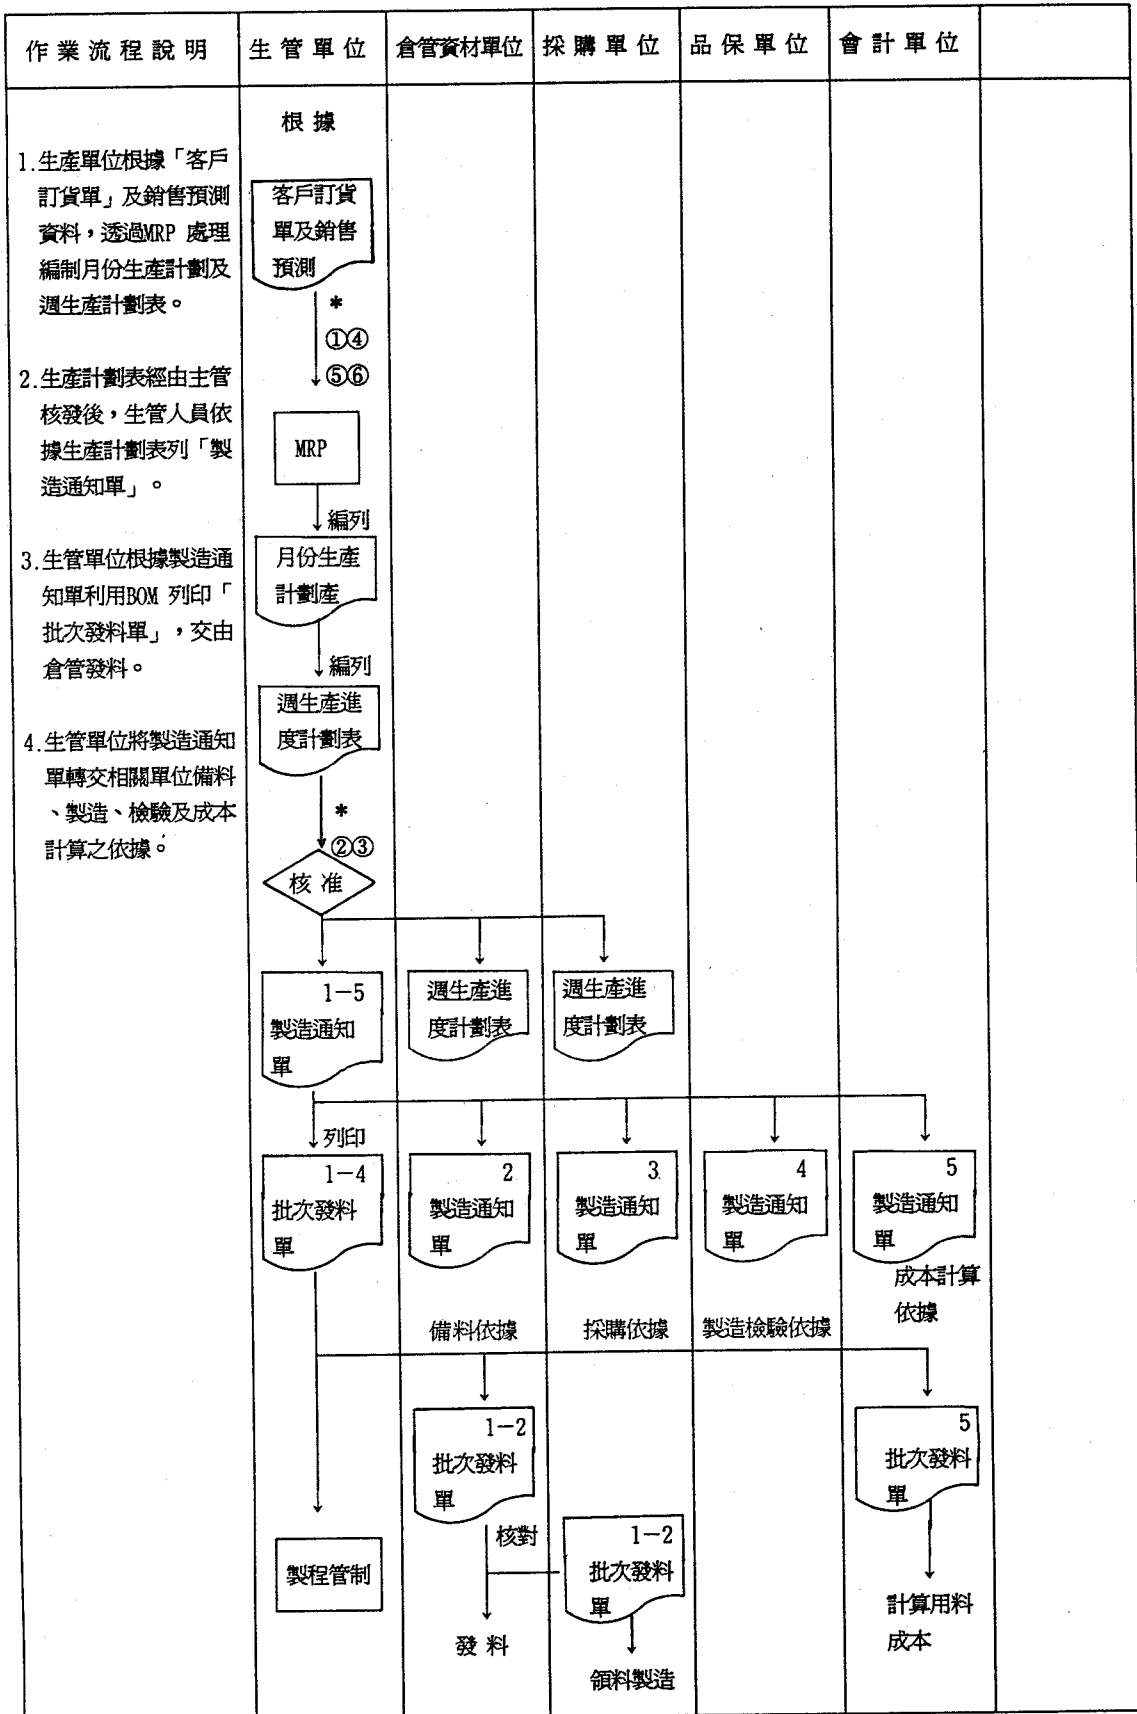 作業流程說明
生管單位
倉管資材單位
採購單位
品保單位
會計單位
1.生產單位根據「客戶
訂貨單」及銷售預測
資料，透過MRP 處理
編制月份生產計劃及
週生產計劃表。
2.生產計劃表經由主管
核發後，生管人員依
據生產計劃表列「製
造通知單」。
3.生管單位根據製造通
知單利用BOM 列印「
批次發料單」，交由
倉管發料。
4.生管單位將製造通知
單轉交相關單位備料
、製造、檢驗及成本
計算之依據。
根據
客戶訂貨
單及銷售
預測
*
①④
⑤⑥
MRP
編列
月份生產
計劃產
編列
週生產進
度計劃表
*
②③
核准
1－5
製造通知
單
週生產進
度計劃表
週生產進
度計劃表
列印
1－4
批次發料
單
2
製造通知
單
備料依據
3
製造通知
單
採購依據
4
製造通知
單
製造檢驗依據
5
製造通知
單
成本計算
依據
1－2
批次發料
單
核對
發料
1－2
批次發料
單
領料製造
5
批次發料
單
計算用料
成本
製程管制